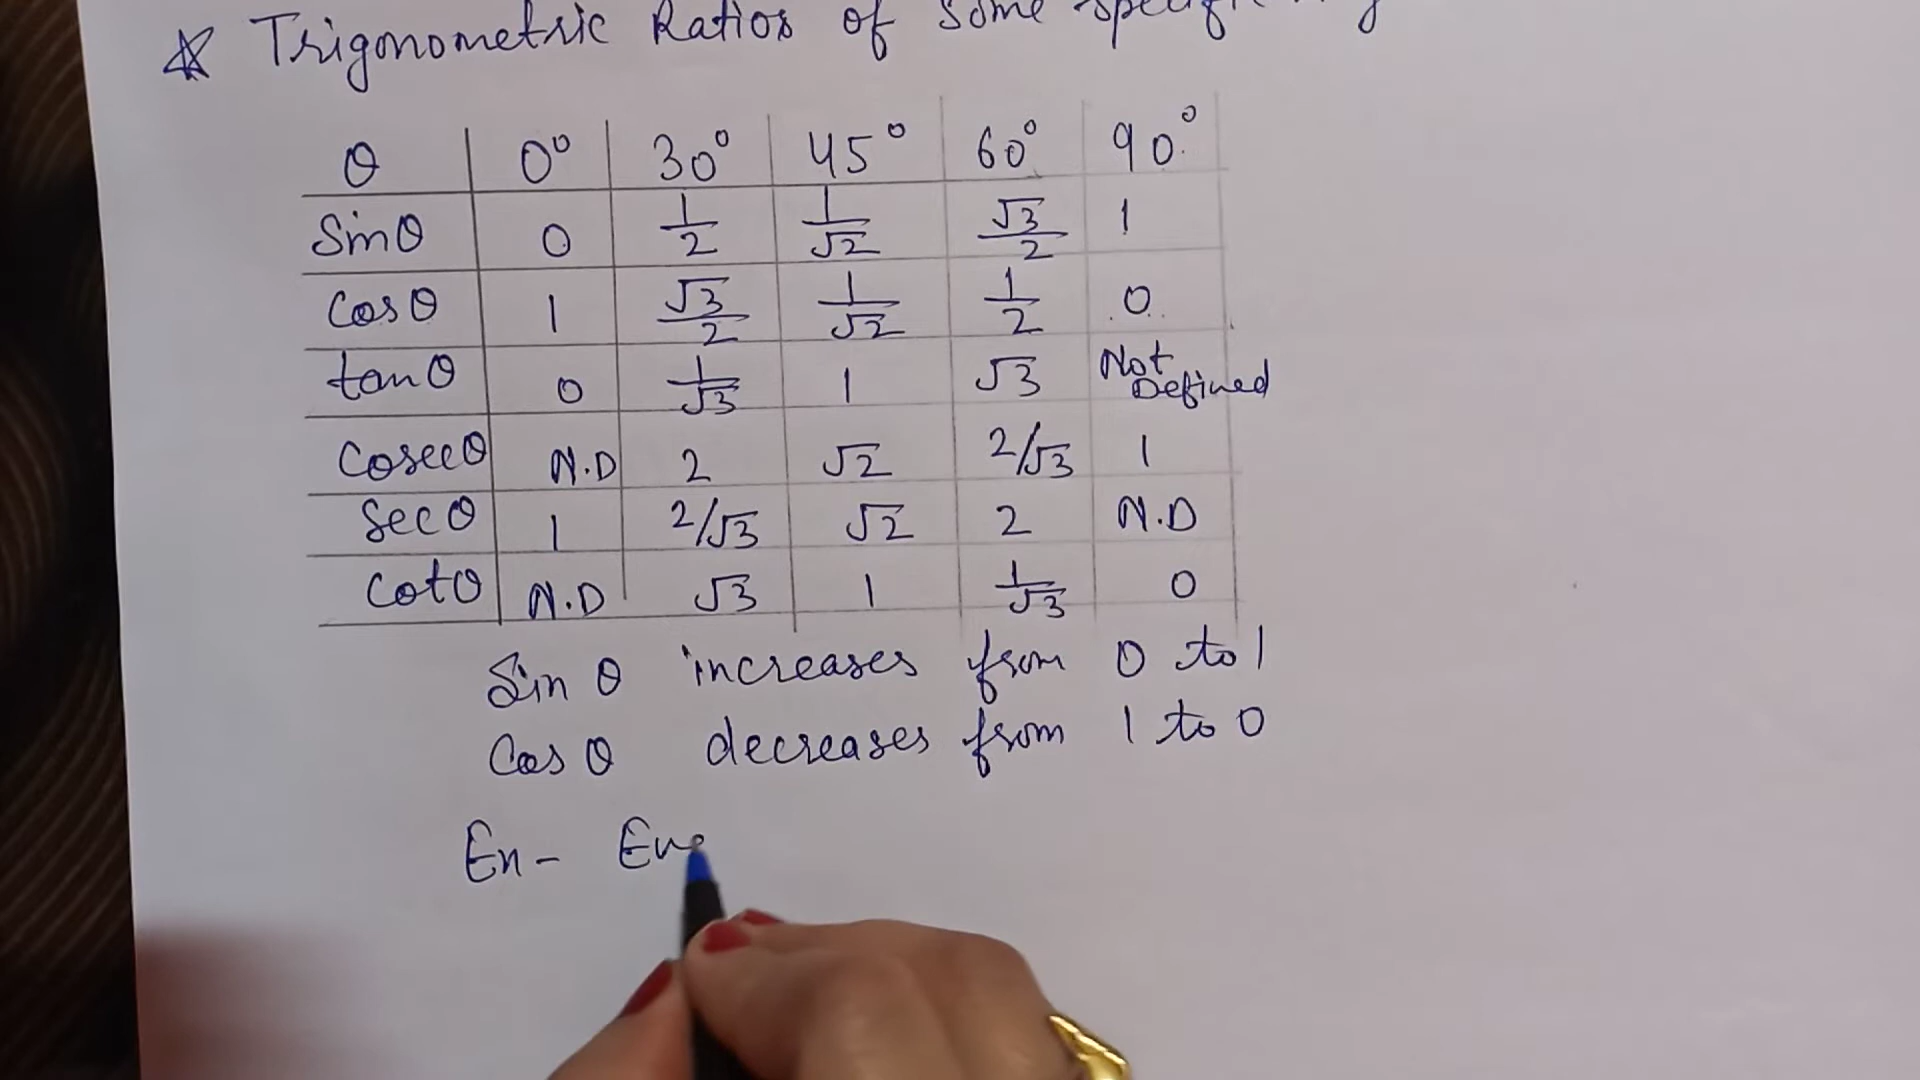 ☆ Trigonometric Ratios of Some Specific
θ 0° 30° 45° 60° 90°
Sinθ 0 1/2 1/√2 √3/2 1
Cosθ 1 √3/2 1/√2 1/2 0
tanθ 0 1/√3 1 √3 Not Defined
Cosecθ N.D 2 √2 2/√3 1
Secθ 1 2/√3 √2 2 N.D
Cotθ N.D √3 1 1/√3 0
Sin θ increases from 0 to 1
Cos θ decreases from 1 to 0
Ex-